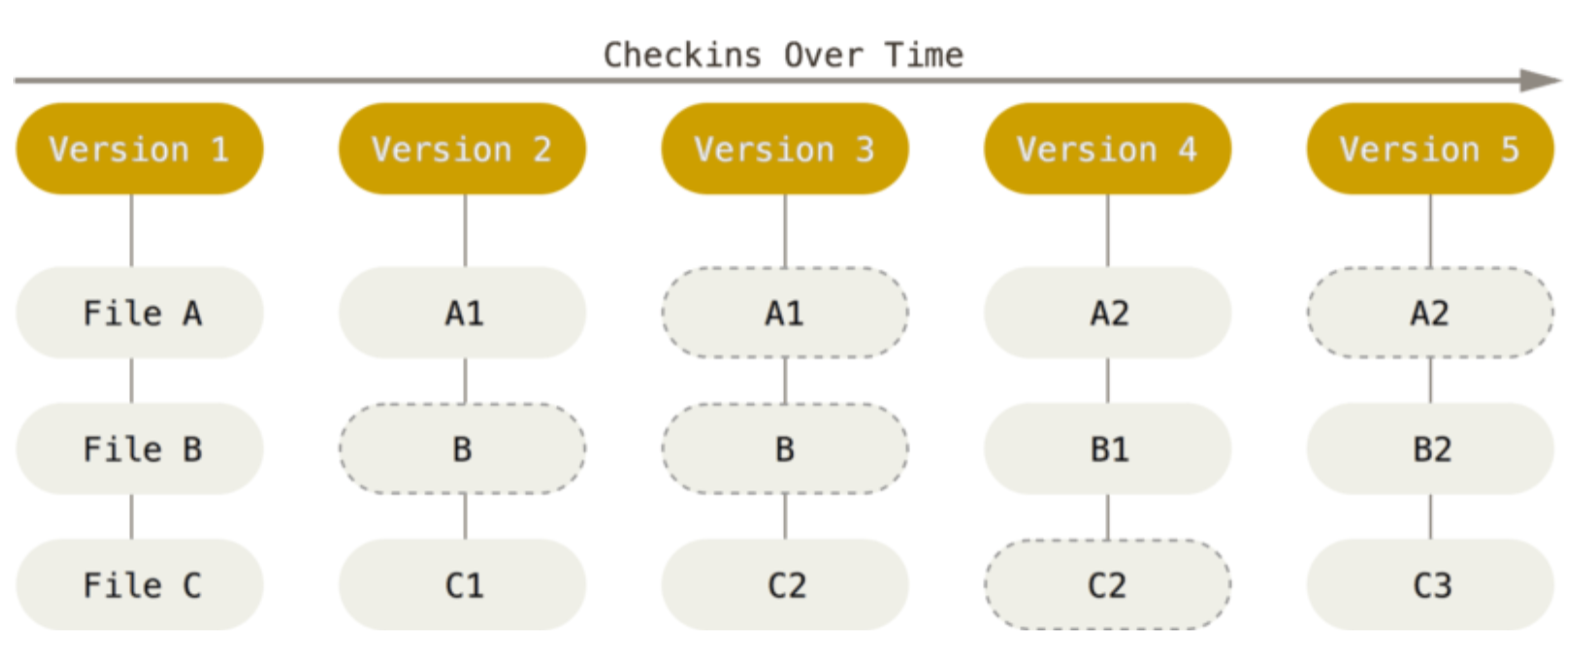 Checkins Over Time
Version 1 Version 2 Version 3 Version 4 Version 5
File A A1 A1 A2 A2
File B B B B1 B2
File C C1 C2 C2 C3